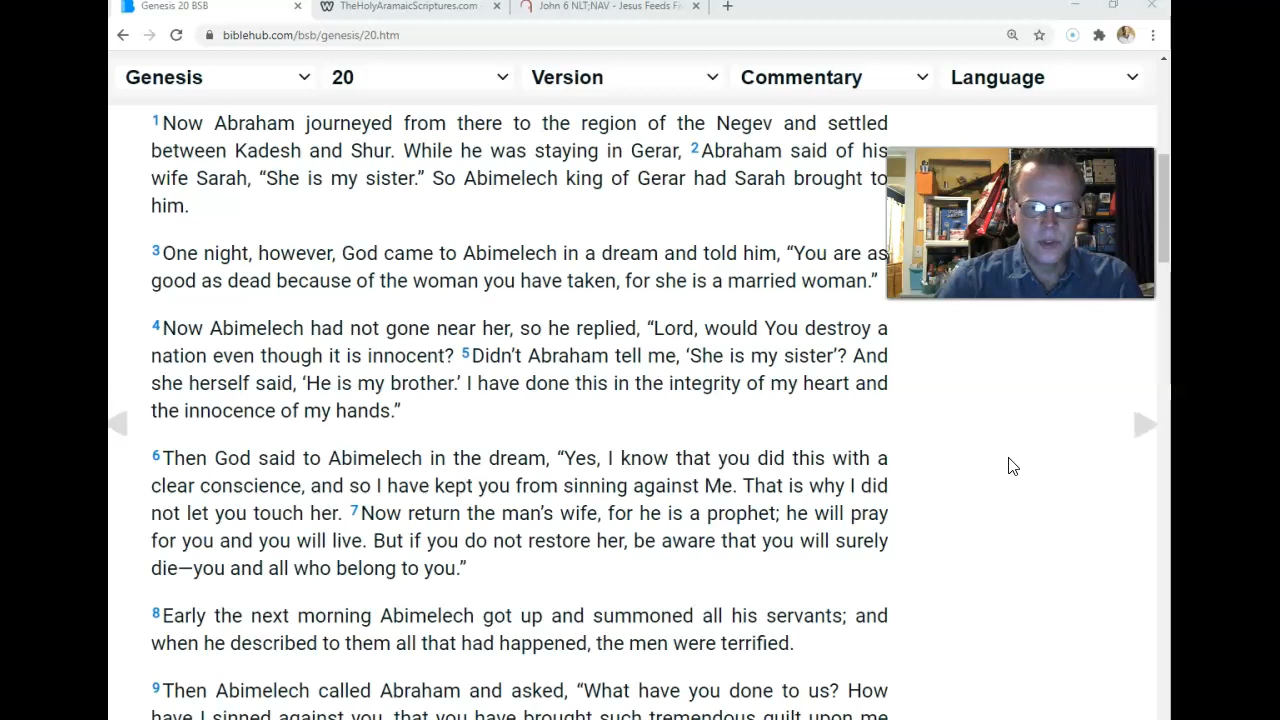 Genesis 20 BSB
TheHolyAramaicScriptures.com
John 6 NLT;NAV - Jesus Feeds Fi
biblehub.com/bsb/genesis/20.htm
Genesis 20 Version Commentary Language
1Now Abraham journeyed from there to the region of the Negev and settled
between Kadesh and Shur. While he was staying in Gerar, 2Abraham said of his
wife Sarah, “She is my sister.” So Abimelech king of Gerar had Sarah brought to
him.
3One night, however, God came to Abimelech in a dream and told him, “You are as
good as dead because of the woman you have taken, for she is a married woman.”
4Now Abimelech had not gone near her, so he replied, “Lord, would You destroy a
nation even though it is innocent? 5Didn’t Abraham tell me, ‘She is my sister’? And
she herself said, ‘He is my brother.’ I have done this in the integrity of my heart and
the innocence of my hands.”
6Then God said to Abimelech in the dream, “Yes, I know that you did this with a
clear conscience, and so I have kept you from sinning against Me. That is why I did
not let you touch her. 7Now return the man’s wife, for he is a prophet; he will pray
for you and you will live. But if you do not restore her, be aware that you will surely
die—you and all who belong to you.”
8Early the next morning Abimelech got up and summoned all his servants; and
when he described to them all that had happened, the men were terrified.
9Then Abimelech called Abraham and asked, “What have you done to us? How
have I sinned against you, that you have brought such tremendous guilt upon me